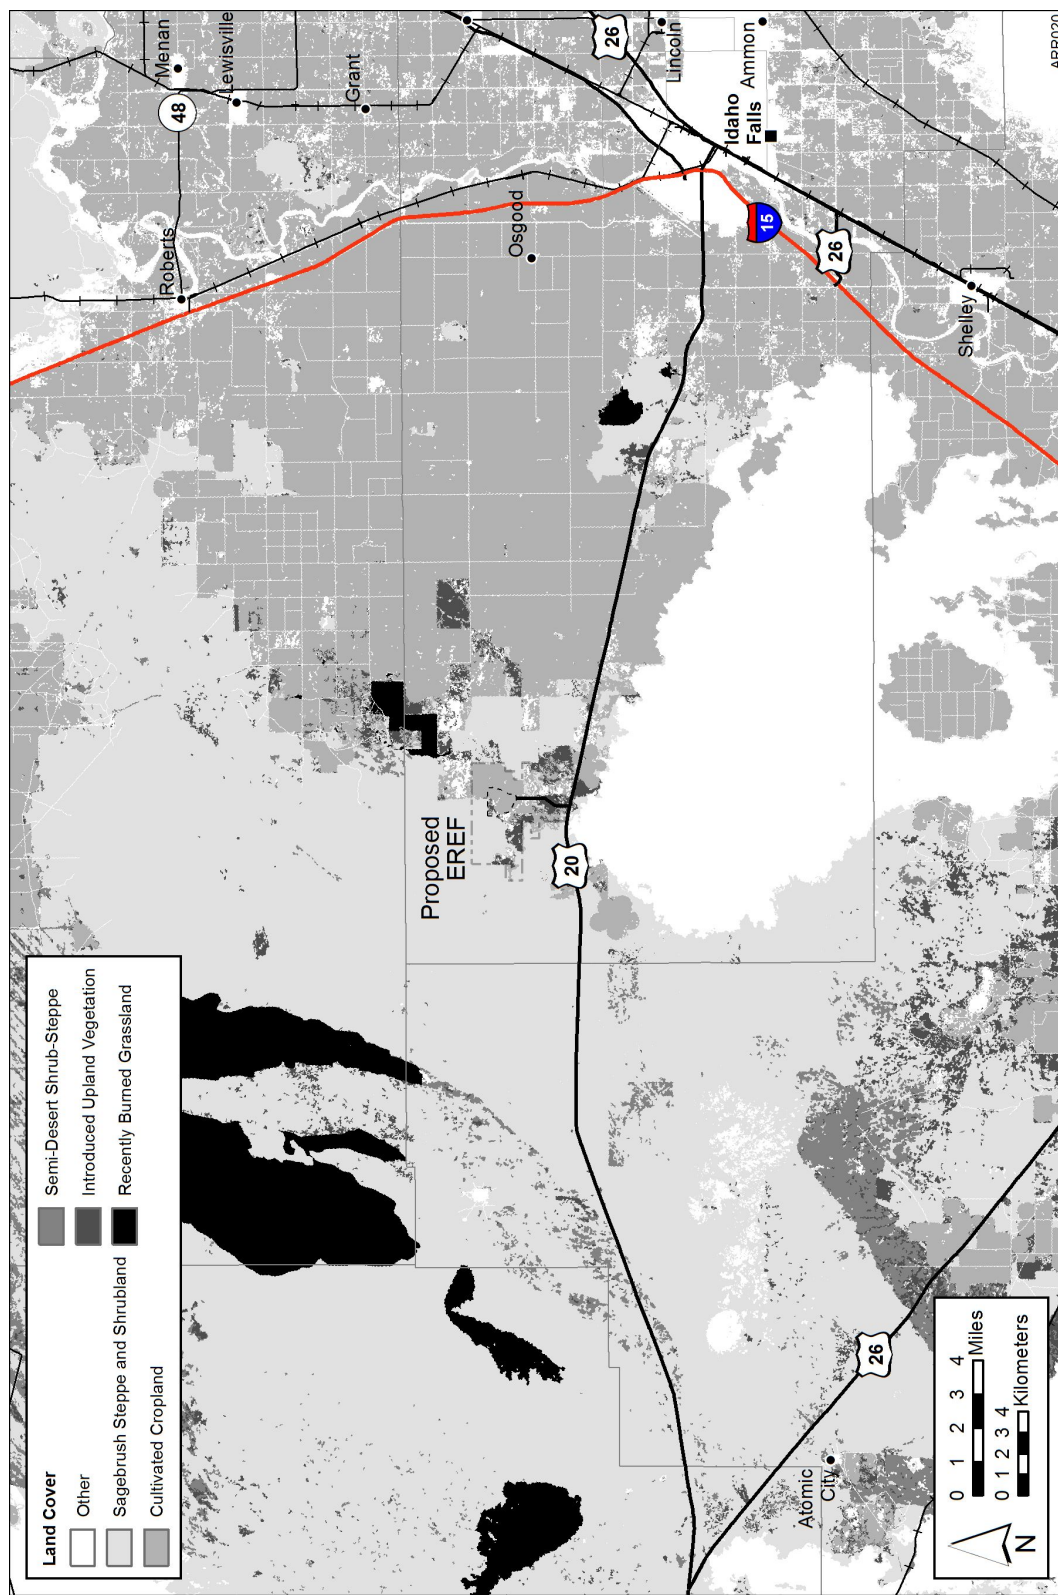 Land Cover
Other
Sagebrush Steppe and Shrubland
Cultivated Cropland
Semi-Desert Shrub-Steppe
Introduced Upland Vegetation
Recently Burned Grassland
Menan
48
Lewisville
Roberts
Grant
26
Lincoln
Ammon
Idaho
Falls
Osgood
15
26
Shelley
Proposed
EREF
20
26
Atomic
City
N
0 1 2 3 4
Miles
0 1 2 3 4
Kilometers
ARR020